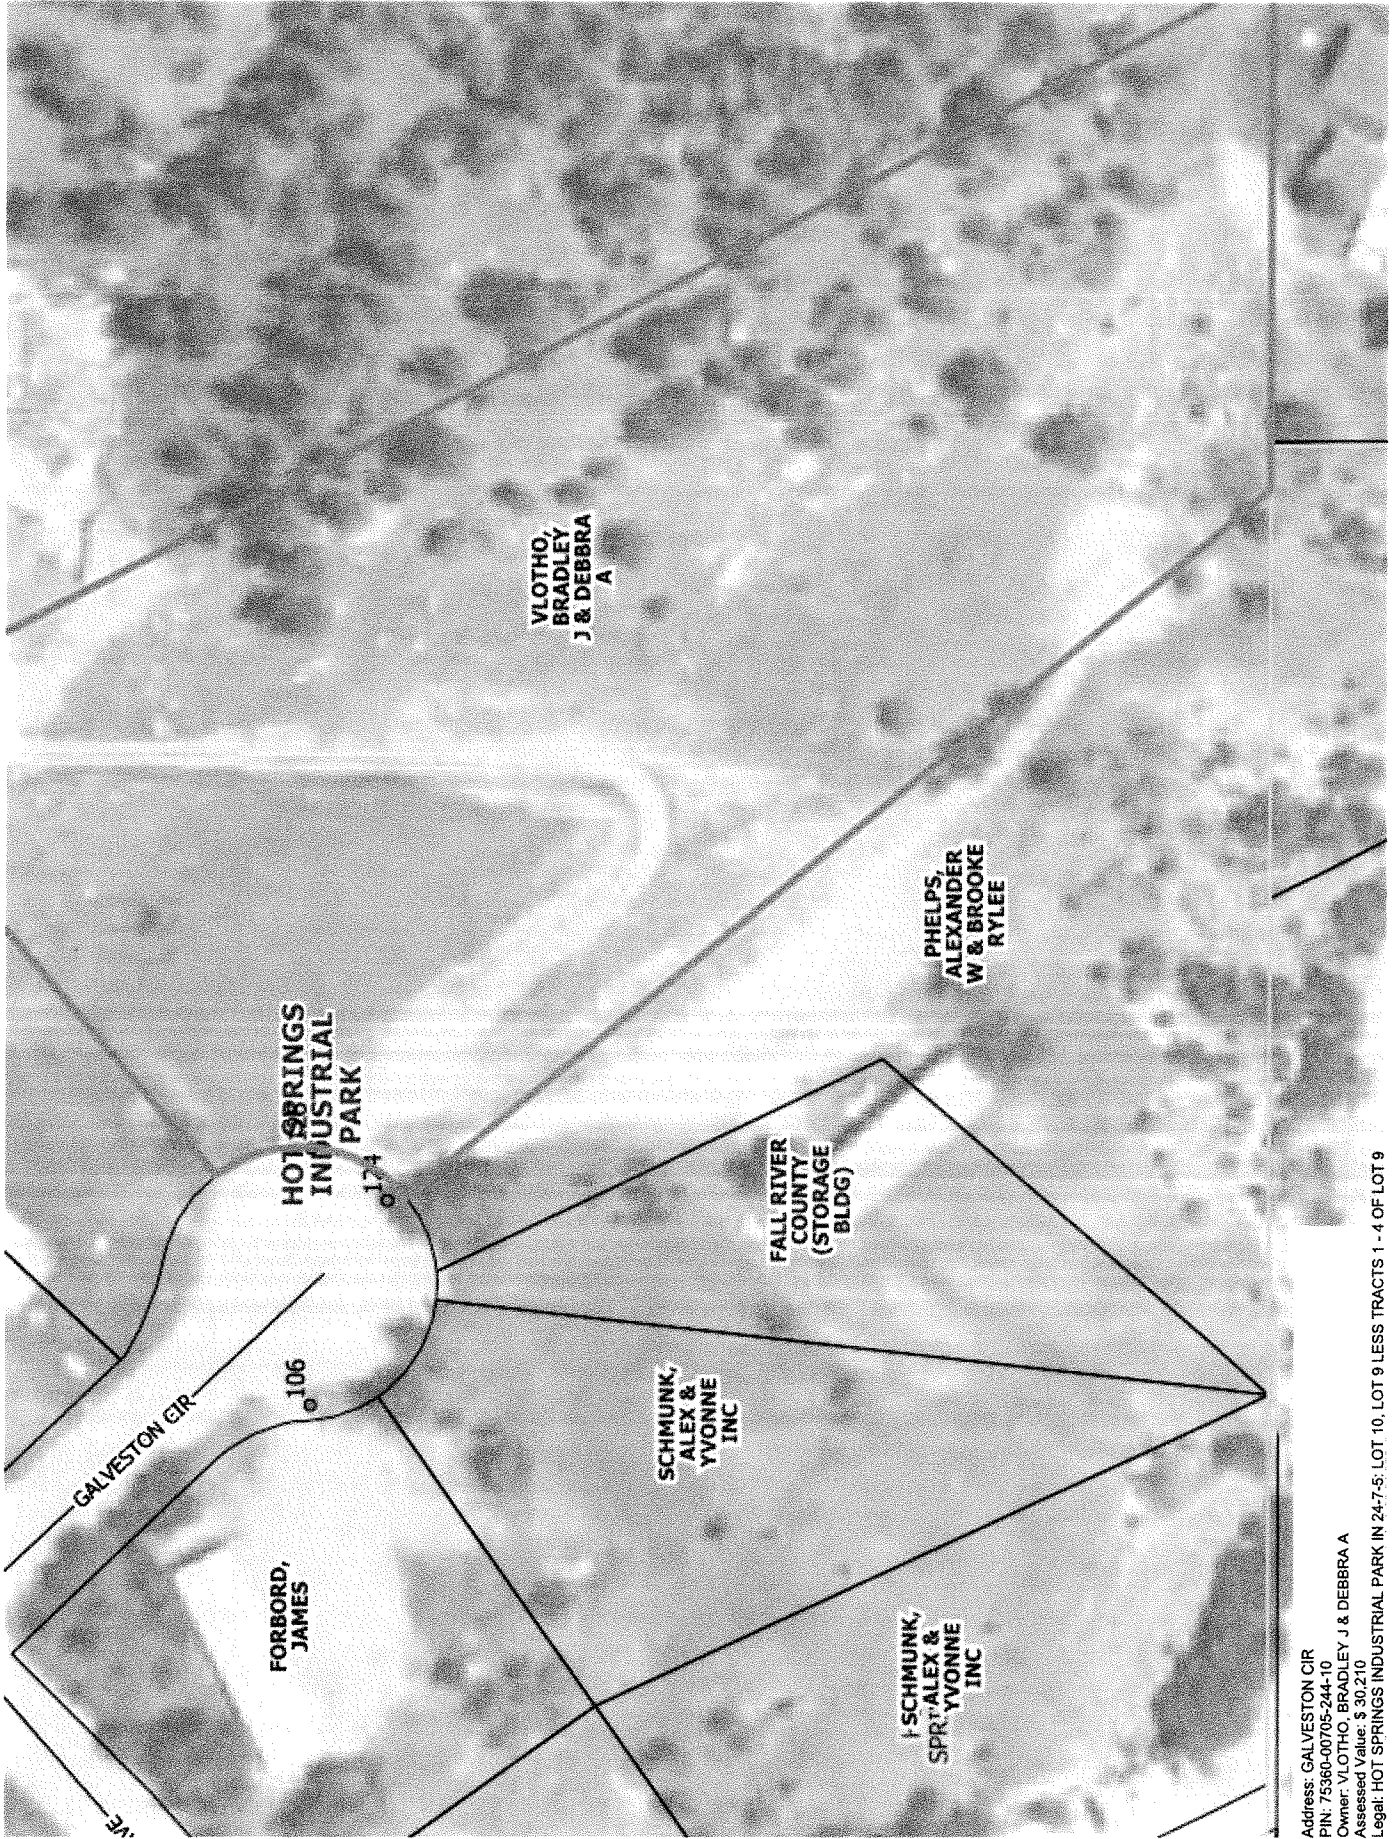 GALVESTON CIR
106
FORBORD,
JAMES
HOT SPRINGS
INDUSTRIAL
PARK
124
SCHMUNK,
ALEX &
YVONNE
INC
FALL RIVER
COUNTY
(STORAGE
BLDG)
VLOTHO,
BRADLEY
J & DEBBRA
A
PHELPS,
ALEXANDER
W & BROOKE
RYLEE
SCHMUNK,
ALEX &
YVONNE
INC
Address: GALVESTON CIR
PIN: 75360-00705-244-10
Owner: VLOTHO, BRADLEY J & DEBBRA A
Assessed Value: $ 30,210
Legal: HOT SPRINGS INDUSTRIAL PARK IN 24-7-5: LOT 10, LOT 9 LESS TRACTS 1 - 4 OF LOT 9